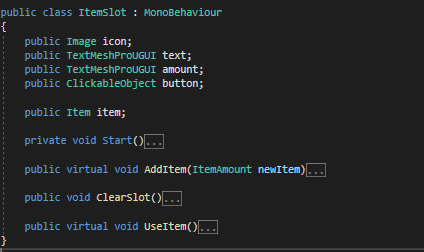 public class ItemSlot : MonoBehaviour
{
public Image icon;
public TextMeshProUGUI text;
public TextMeshProUGUI amount;
public ClickableObject button;
public Item item;
private void Start()...
public virtual void AddItem(ItemAmount newItem)...
public void ClearSlot()...
public virtual void UseItem()...
}